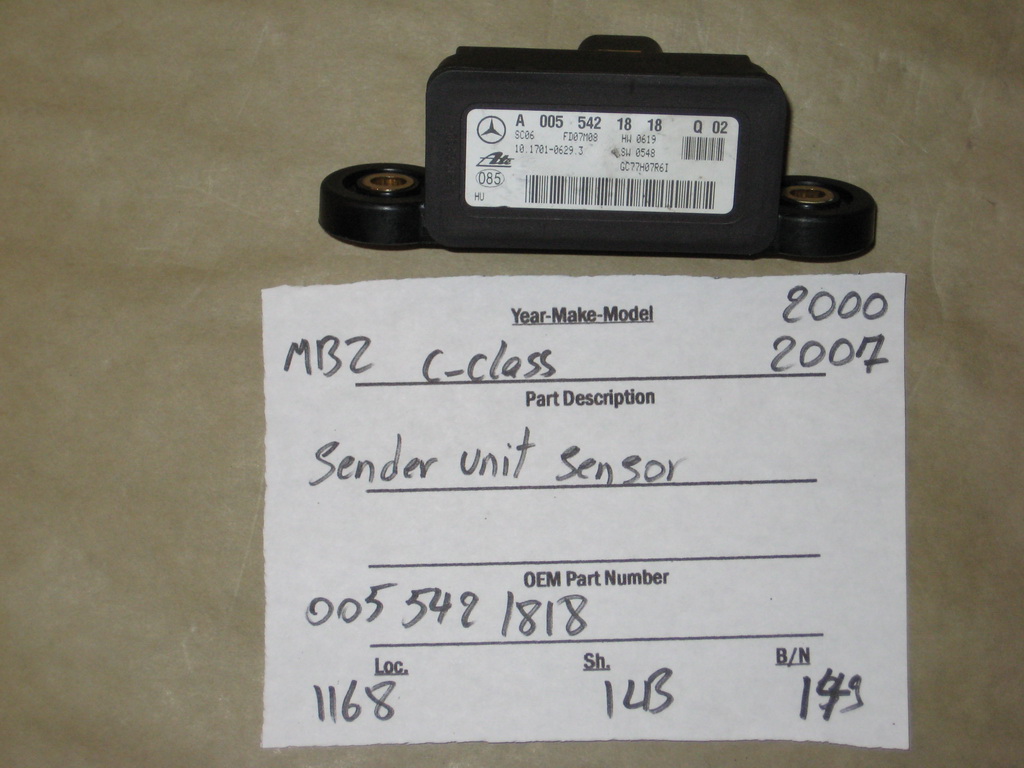 A 005 542 18 18 Q 02
SC06 FD07M08 HW 0619
10.1701-0629.3 SW 0548
Ate GC77H07R6I
085
HU
Year-Make-Model 2000
MBZ C-class 2007
Part Description
Sender unit sensor
OEM Part Number
005 542 1818
Loc. Sh. B/N
1168 14B